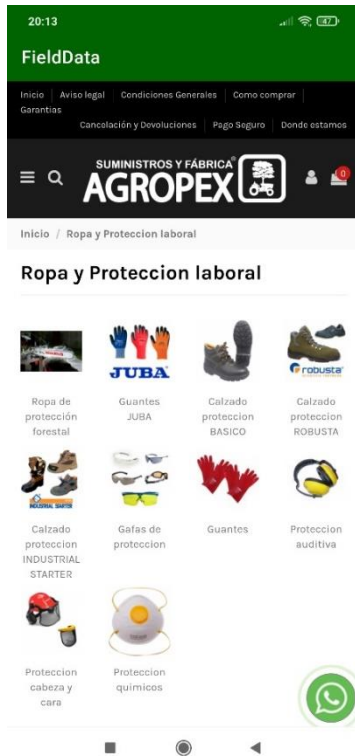 20:13
47
FieldData
Inicio Aviso legal Condiciones Generales Como comprar
Garantias
Cancelación y Devoluciones Pago Seguro Donde estamos
SUMINISTROS Y FÁBRICA
AGROPEX
0
Inicio / Ropa y Proteccion laboral
Ropa y Proteccion laboral
JUBA
robusta
Ropa de
protección
forestal
Guantes
JUBA
Calzado
proteccion
BASICO
Calzado
proteccion
ROBUSTA
INDUSTRIAL STARTER
Calzado
proteccion
INDUSTRIAL
STARTER
Gafas de
proteccion
Guantes
Proteccion
auditiva
Proteccion
cabeza y
cara
Proteccion
quimicos